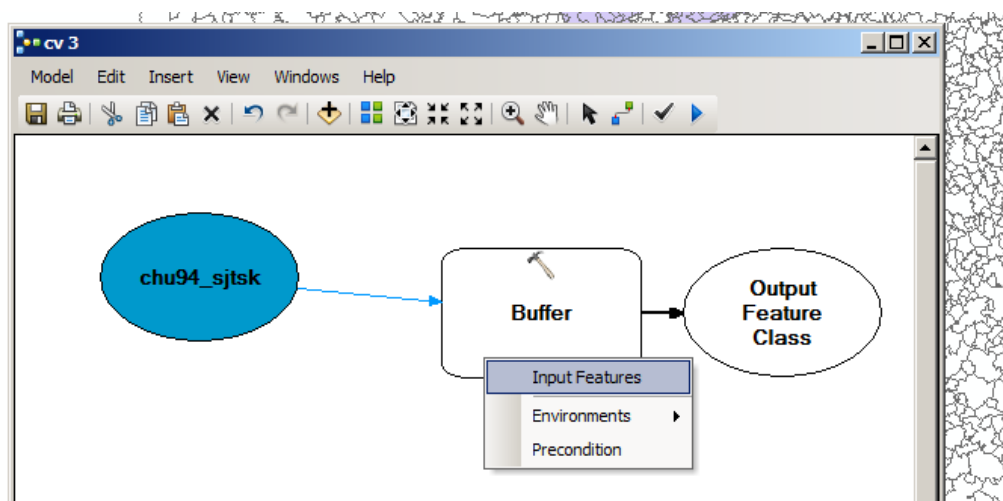 cv 3
Model Edit Insert View Windows Help
chu94_sjtsk
Buffer
Output
Feature
Class
Input Features
Environments
Precondition